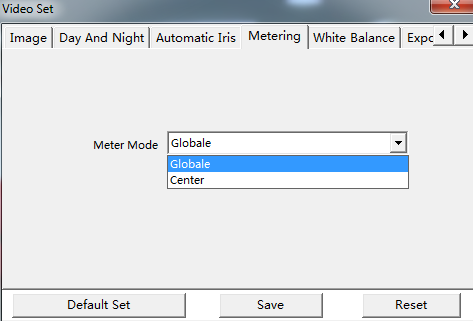 Video Set
Image Day And Night Automatic Iris Metering White Balance Expo
Meter Mode Globale
Globale
Center
Default Set Save Reset